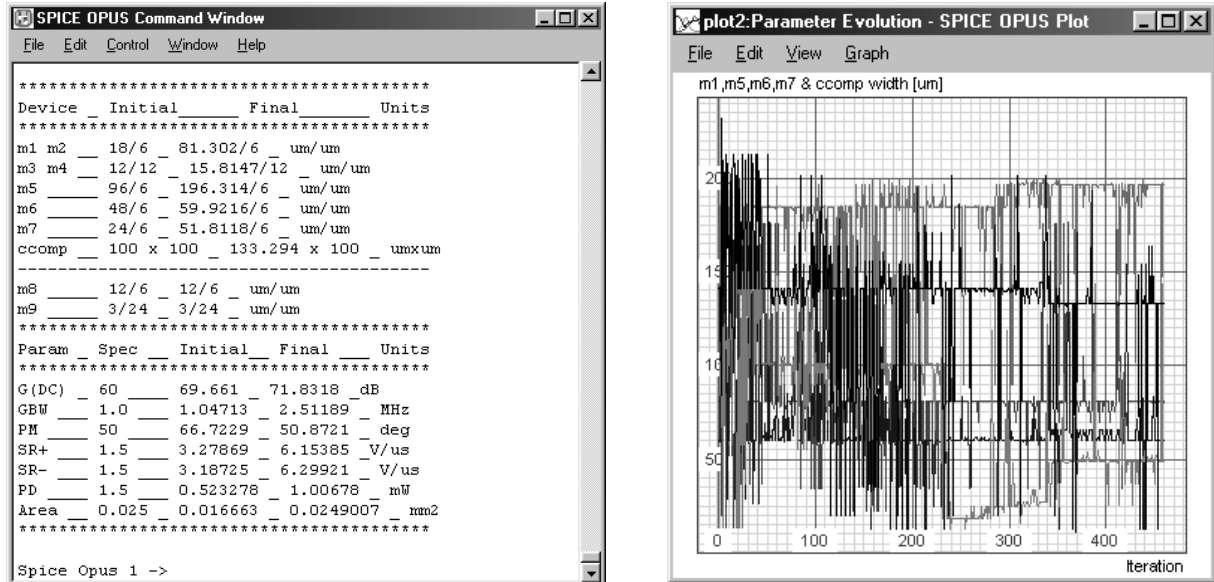 SPICE OPUS Command Window
File Edit Control Window Help
*****************************************
Device _ Initial______ Final_______ Units
*****************************************
m1 m2 __ 18/6 _ 81.302/6 _ um/um
m3 m4 __ 12/12 _ 15.8147/12 _ um/um
m5 _____ 96/6 _ 196.314/6 _ um/um
m6 _____ 48/6 _ 59.9216/6 _ um/um
m7 _____ 24/6 _ 51.8118/6 _ um/um
ccomp __ 100 x 100 _ 133.294 x 100 _ umxum
-----------------------------------------
m8 _____ 12/6 _ 12/6 _ um/um
m9 _____ 3/24 _ 3/24 _ um/um
*****************************************
Param _ Spec __ Initial__ Final ___ Units
*****************************************
G(DC) _ 60 ____ 69.661 _ 71.8318 _dB
GBW ___ 1.0 ___ 1.04713 _ 2.51189 _ MHz
PM ____ 50 ____ 66.7229 _ 50.8721 _ deg
SR+ ___ 1.5 ___ 3.27869 _ 6.15385 _V/us
SR- ___ 1.5 ___ 3.18725 _ 6.29921 _ V/us
PD ____ 1.5 ___ 0.523278 _ 1.00678 _ mW
Area __ 0.025 _ 0.016663 _ 0.0249007 _ mm2
*****************************************
Spice Opus 1 ->
plot2:Parameter Evolution - SPICE OPUS Plot
File Edit View Graph
m1,m5,m6,m7 & ccomp width [um]
50
0 100 200 300 400
Iteration